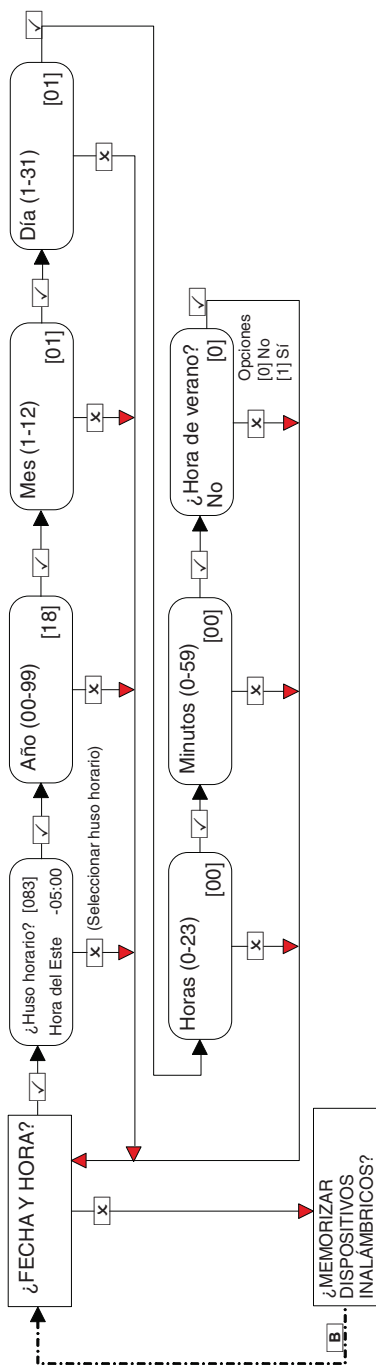 ¿FECHA Y HORA?
¿Huso horario? [083]
Hora del Este -05:00
(Seleccionar huso horario)
Año (00-99)
[18]
Mes (1-12)
[01]
Día (1-31)
[01]
Horas (0-23)
[00]
Minutos (0-59)
[00]
¿Hora de verano?
No [0]
Opciones
[0] No
[1] Sí
¿MEMORIZAR
DISPOSITIVOS
INALÁMBRICOS?
B